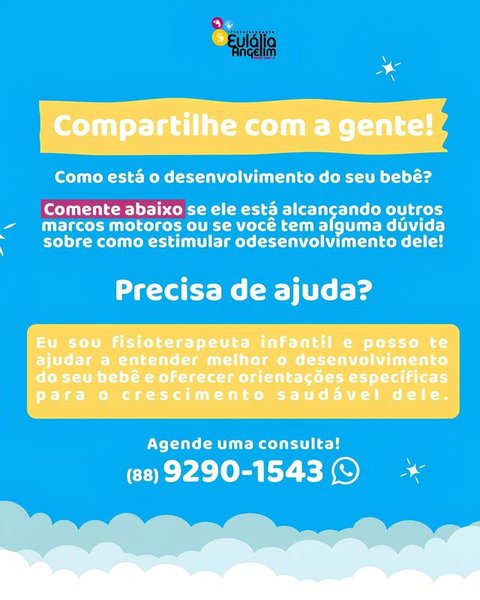 Fisioterapeuta
Eulália
Angelim
Compartilhe com a gente!
Como está o desenvolvimento do seu bebê?
Comente abaixo se ele está alcançando outros
marcos motoros ou se você tem alguma dúvida
sobre como estimular odesenvolvimento dele!
Precisa de ajuda?
Eu sou fisioterapeuta infantil e posso te
ajudar a entender melhor o desenvolvimento
do seu bebê e oferecer orientações específicas
para o crescimento saudável dele.
Agende uma consulta!
(88) 9290-1543